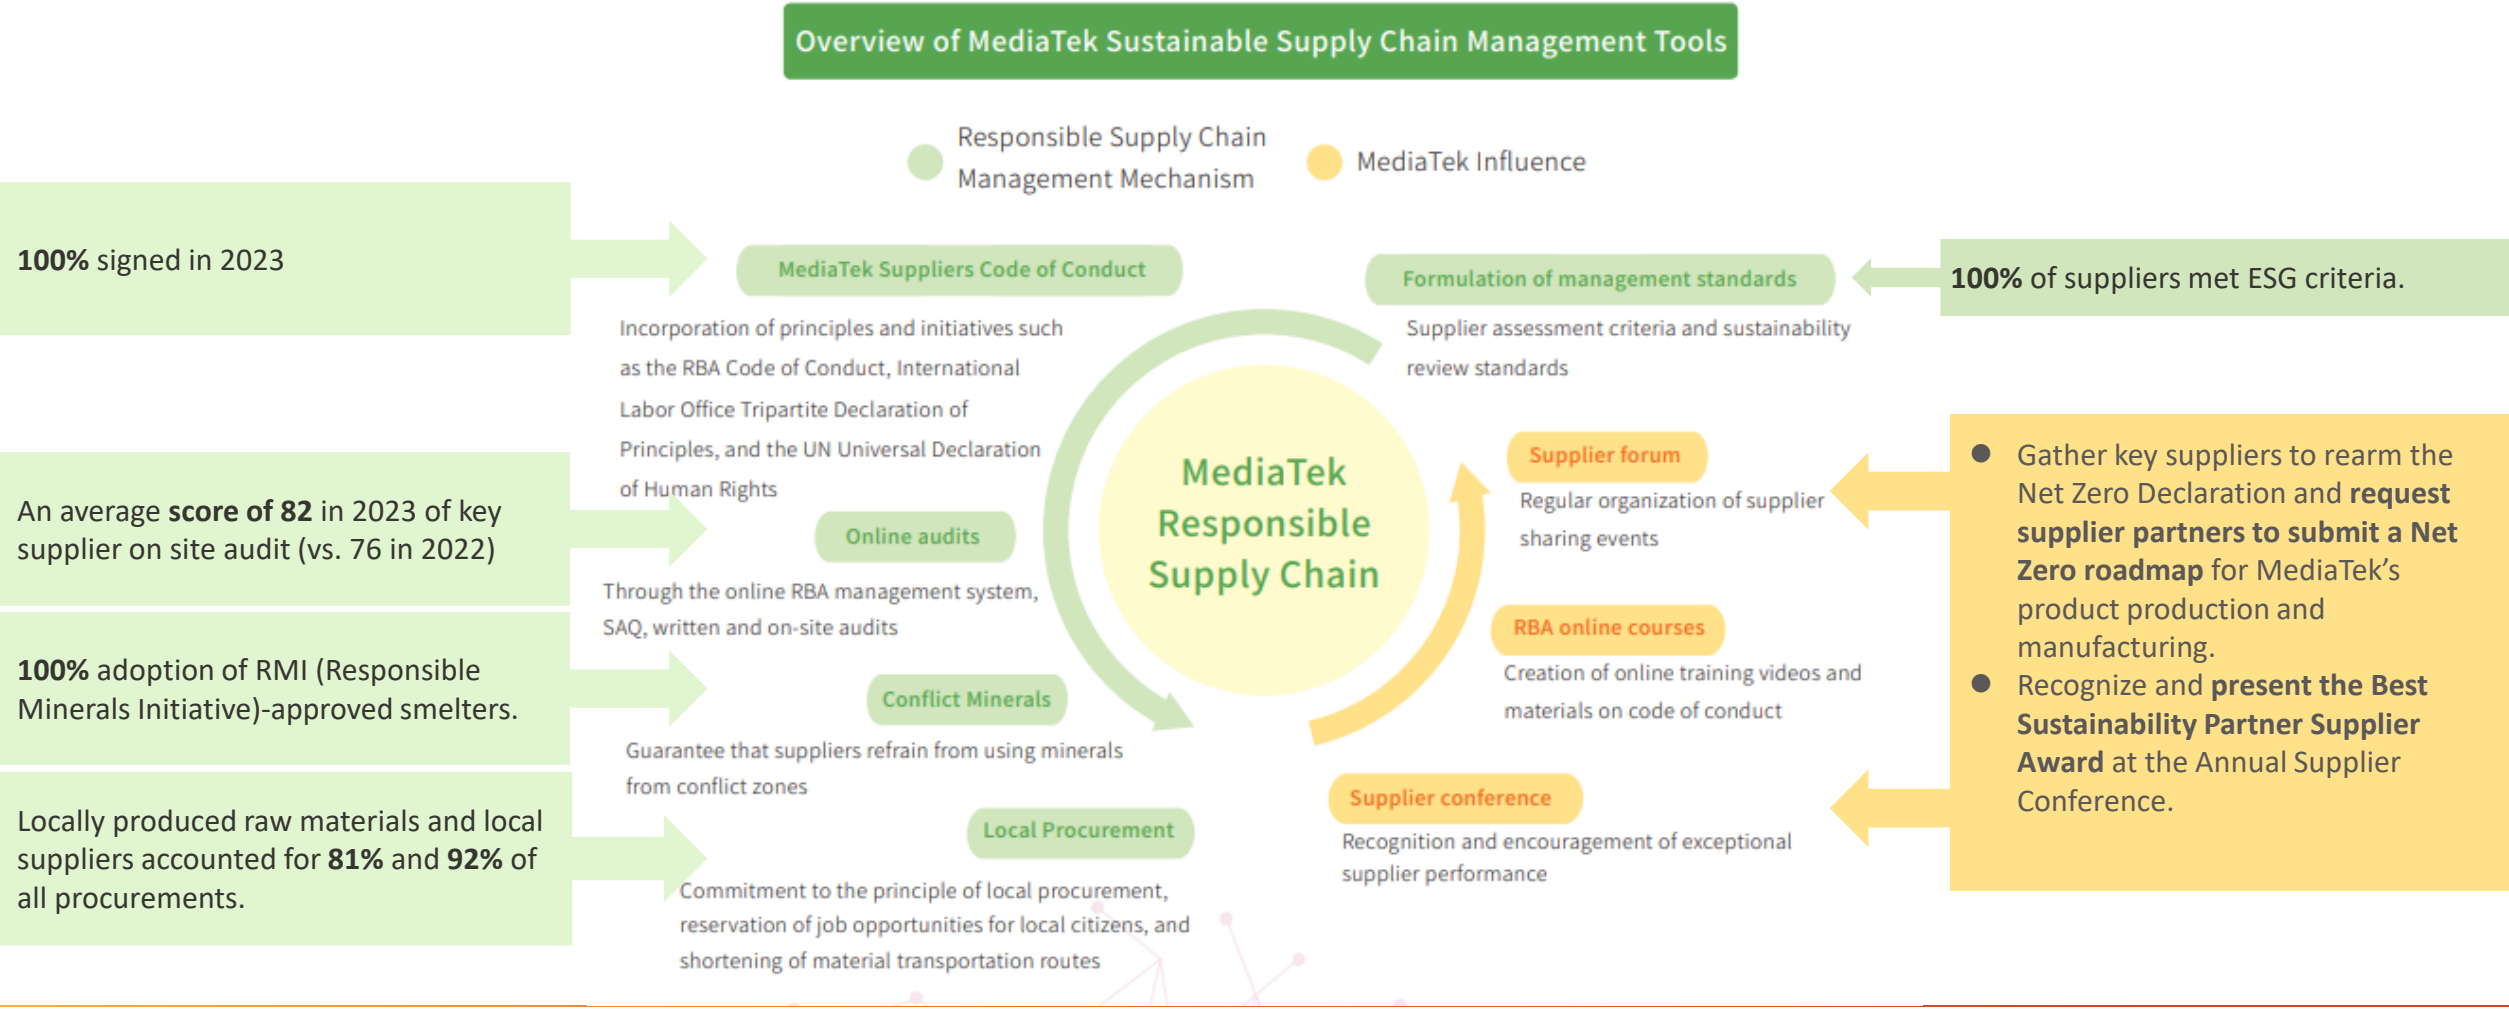 Overview of MediaTek Sustainable Supply Chain Management Tools
Responsible Supply Chain
Management Mechanism
MediaTek Influence
100% signed in 2023
An average score of 82 in 2023 of key
supplier on site audit (vs. 76 in 2022)
100% adoption of RMI (Responsible
Minerals Initiative)-approved smelters.
Locally produced raw materials and local
suppliers accounted for 81% and 92% of
all procurements.
MediaTek Suppliers Code of Conduct
Incorporation of principles and initiatives such
as the RBA Code of Conduct, International
Labor Office Tripartite Declaration of
Principles, and the UN Universal Declaration
of Human Rights
Online audits
Through the online RBA management system,
SAQ, written and on-site audits
Conflict Minerals
Guarantee that suppliers refrain from using minerals
from conflict zones
Local Procurement
Commitment to the principle of local procurement,
reservation of job opportunities for local citizens, and
shortening of material transportation routes
MediaTek
Responsible
Supply Chain
Formulation of management standards
Supplier assessment criteria and sustainability
review standards
Supplier forum
Regular organization of supplier
sharing events
RBA online courses
Creation of online training videos and
materials on code of conduct
Supplier conference
Recognition and encouragement of exceptional
supplier performance
100% of suppliers met ESG criteria.
● Gather key suppliers to rearm the
Net Zero Declaration and request
supplier partners to submit a Net
Zero roadmap for MediaTek’s
product production and
manufacturing.
● Recognize and present the Best
Sustainability Partner Supplier
Award at the Annual Supplier
Conference.